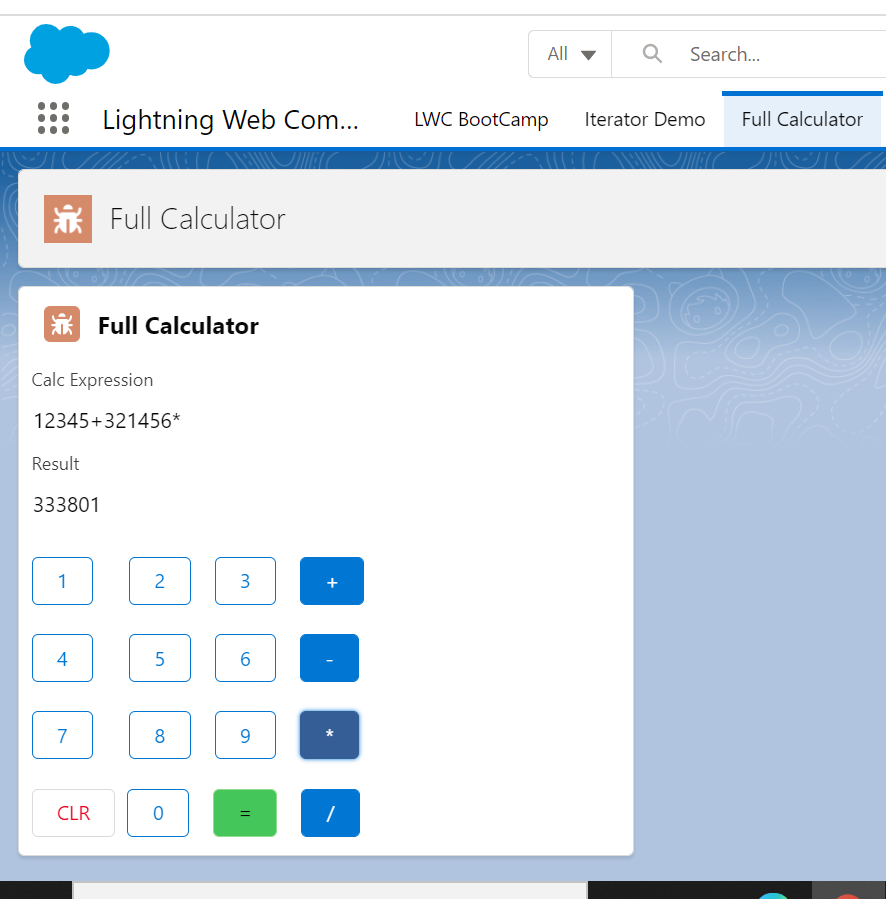 All Search...
Lightning Web Com... LWC BootCamp Iterator Demo Full Calculator
Full Calculator
Full Calculator
Calc Expression
12345+321456*
Result
333801
1 2 3 +
4 5 6 -
7 8 9 *
CLR 0 = /